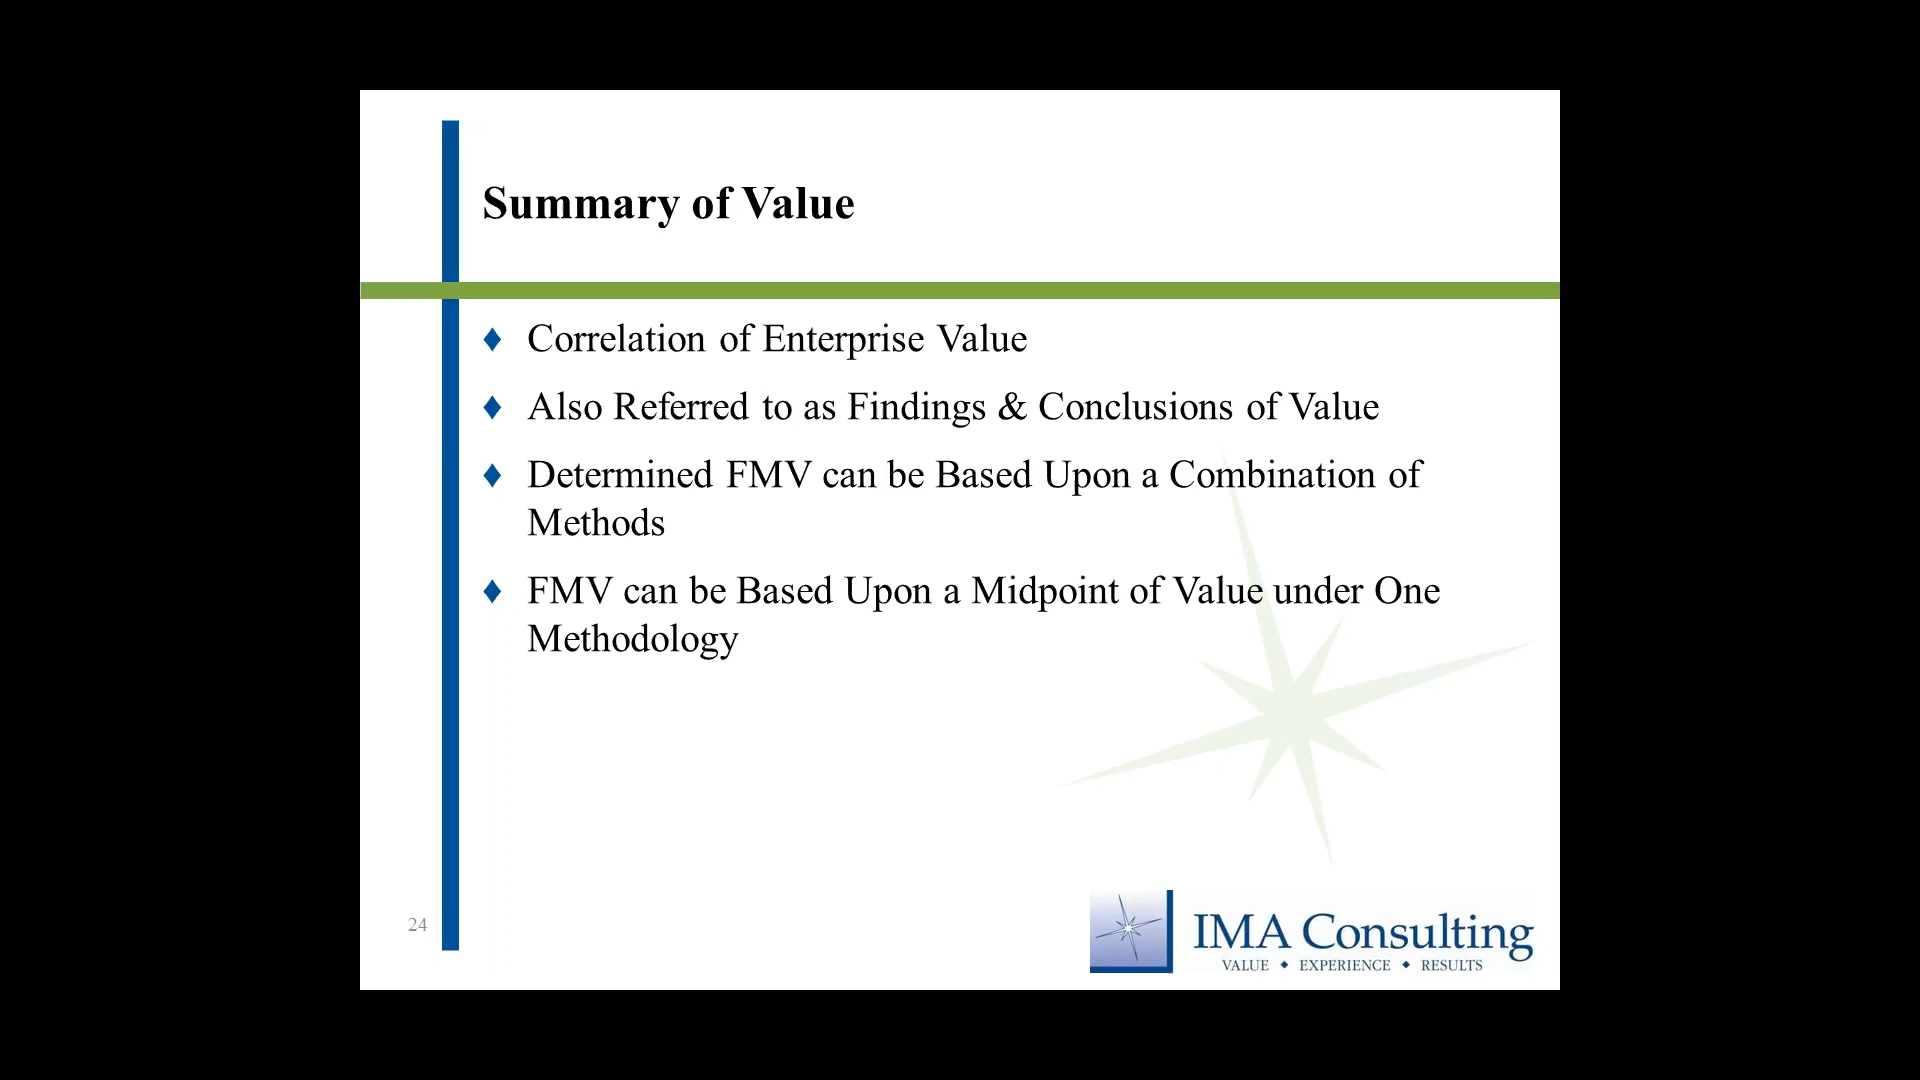 Summary of Value
♦ Correlation of Enterprise Value
♦ Also Referred to as Findings & Conclusions of Value
♦ Determined FMV can be Based Upon a Combination of
Methods
♦ FMV can be Based Upon a Midpoint of Value under One
Methodology
24
IMA Consulting
VALUE ♦ EXPERIENCE ♦ RESULTS